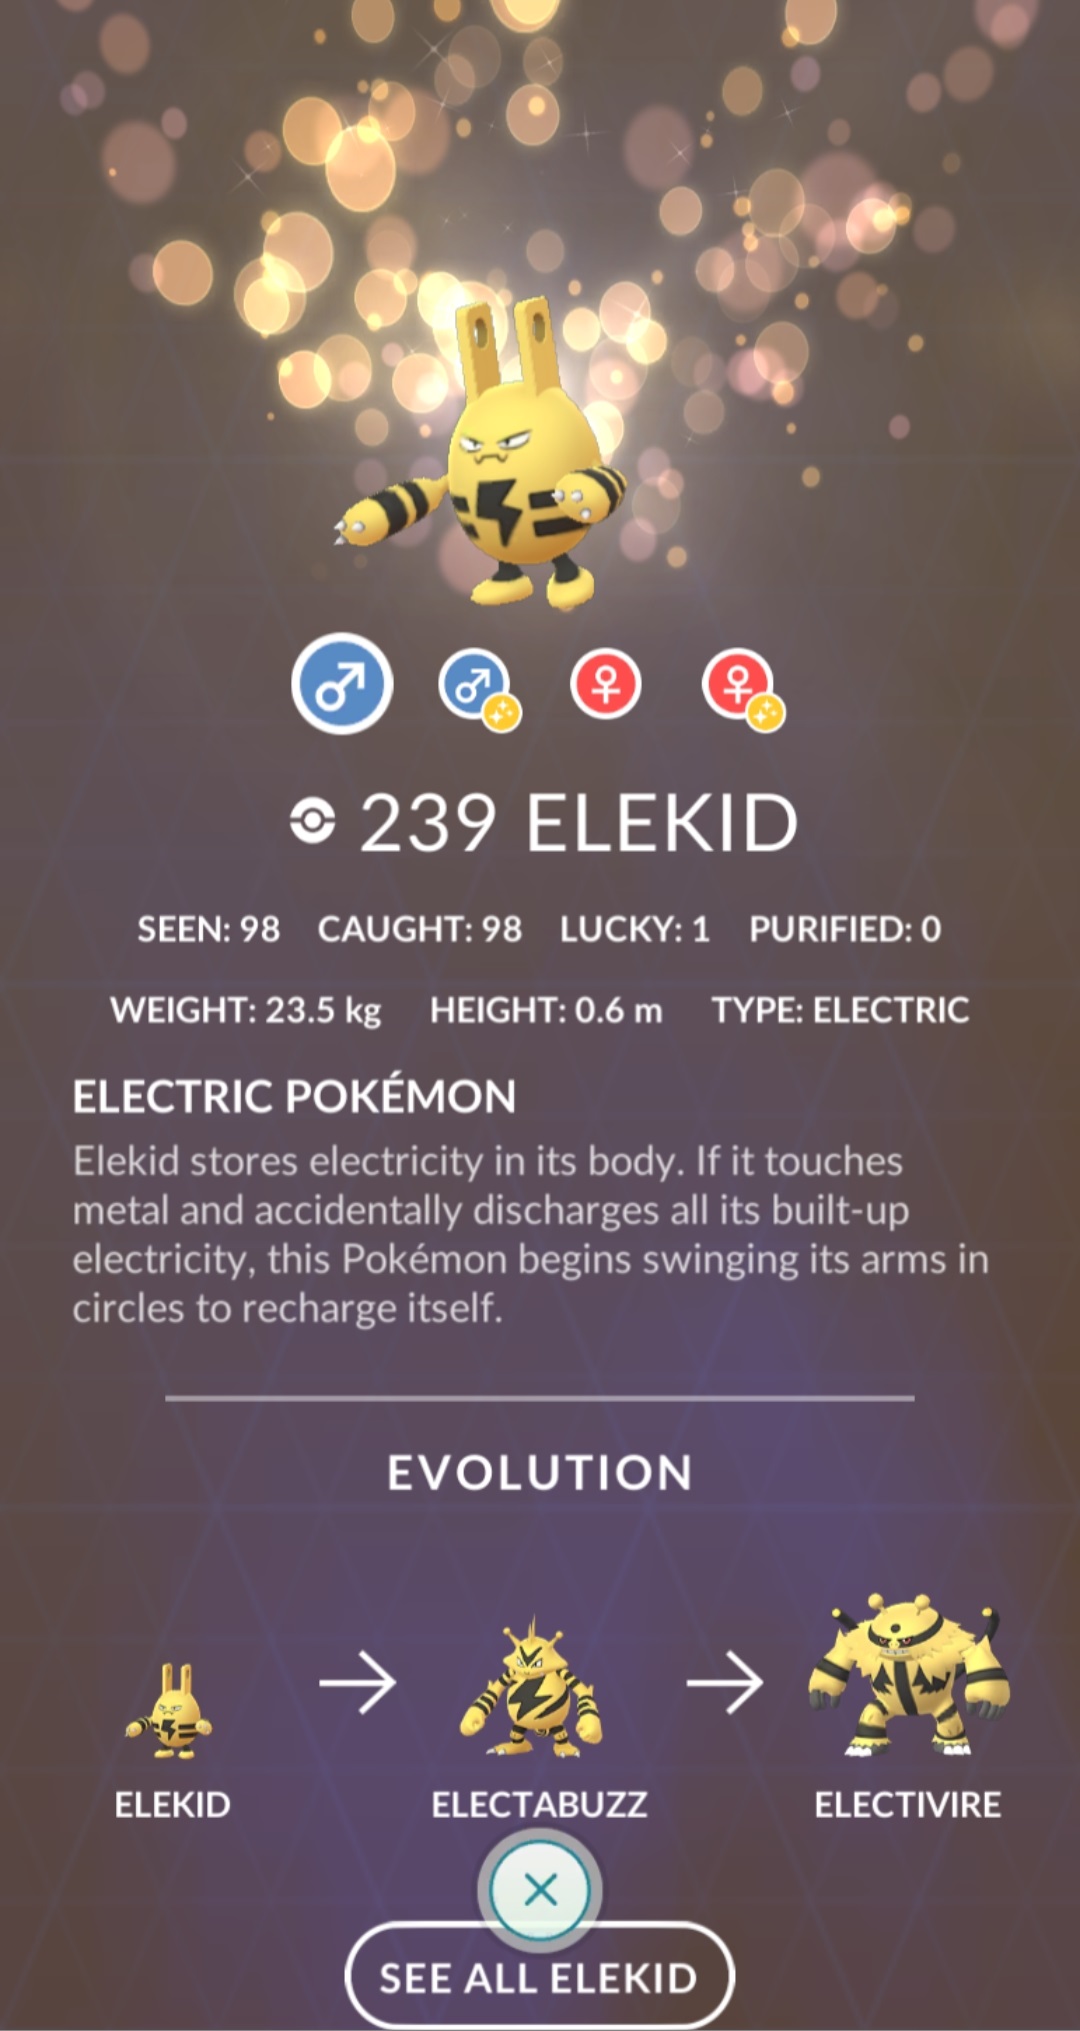 239 ELEKID
SEEN: 98 CAUGHT: 98 LUCKY: 1 PURIFIED: 0
WEIGHT: 23.5 kg HEIGHT: 0.6 m TYPE: ELECTRIC
ELECTRIC POKÉMON
Elekid stores electricity in its body. If it touches
metal and accidentally discharges all its built-up
electricity, this Pokémon begins swinging its arms in
circles to recharge itself.
EVOLUTION
ELEKID ELECTABUZZ ELECTIVIRE
SEE ALL ELEKID